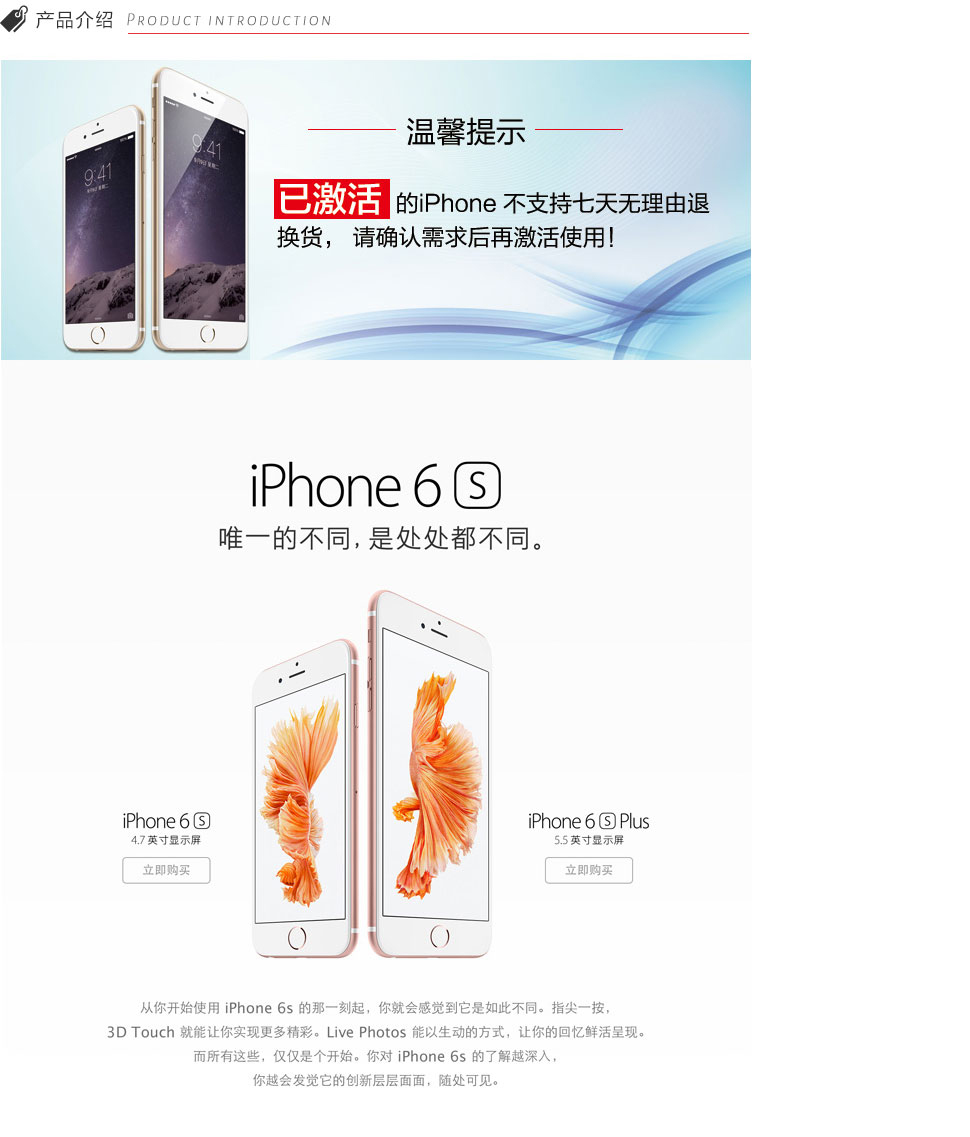 产品介绍 PRODUCT INTRODUCTION
温馨提示
已激活 的iPhone 不支持七天无理由退
换货， 请确认需求后再激活使用！
9:41
9:41
iPhone 6 S
唯一的不同，是处处都不同。
iPhone 6 S
4.7 英寸显示屏
立即购买
iPhone 6 S Plus
5.5 英寸显示屏
立即购买
从你开始使用 iPhone 6s 的那一刻起，你就会感觉到它是如此不同。指尖一按，
3D Touch 就能让你实现更多精彩。Live Photos 能以生动的方式，让你的回忆鲜活呈现。
而所有这些，仅仅是个开始。你对 iPhone 6s 的了解越深入，
你越会发觉它的创新层层面面，随处可见。